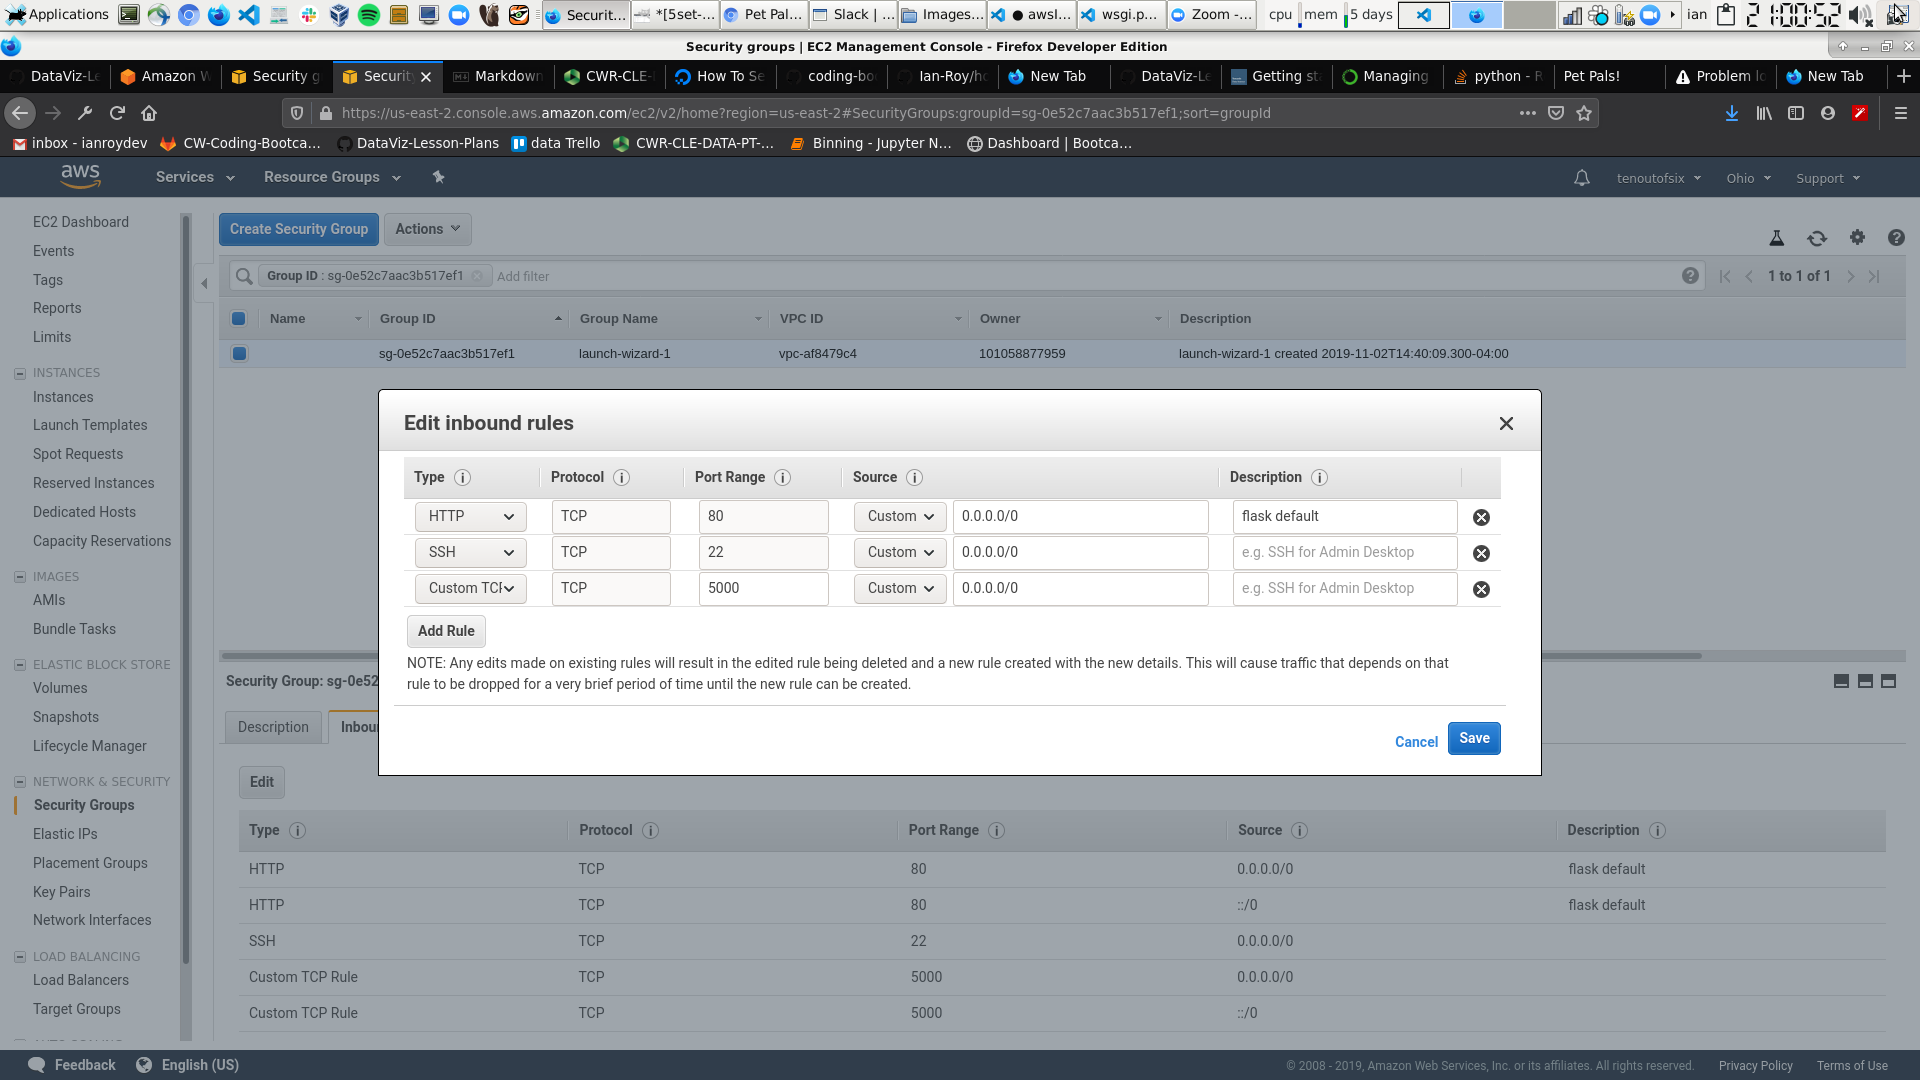 Applications
Securit...
*[5set-...
Pet Pal...
Slack | ...
Images...
● awsl...
wsgi.p...
Zoom -...
cpu
mem
5 days
ian
21:00:52
Security groups | EC2 Management Console - Firefox Developer Edition
DataViz-Le
Amazon W
Security g
Security
Markdown
CWR-CLE-
How To Se
coding-bo
Ian-Roy/h
New Tab
DataViz-Le
Getting st
Managing
python - R
Pet Pals!
Problem lo
New Tab
https://us-east-2.console.aws.amazon.com/ec2/v2/home?region=us-east-2#SecurityGroups:groupId=sg-0e52c7aac3b517ef1;sort=groupId
inbox - ianroydev
CW-Coding-Bootca...
DataViz-Lesson-Plans
data Trello
CWR-CLE-DATA-PT-...
Binning - Jupyter N...
Dashboard | Bootca...
aws
Services
Resource Groups
tenoutofsix
Ohio
Support
EC2 Dashboard
Events
Tags
Reports
Limits
INSTANCES
Instances
Launch Templates
Spot Requests
Reserved Instances
Dedicated Hosts
Capacity Reservations
IMAGES
AMIs
Bundle Tasks
ELASTIC BLOCK STORE
Volumes
Snapshots
Lifecycle Manager
NETWORK & SECURITY
Security Groups
Elastic IPs
Placement Groups
Key Pairs
Network Interfaces
LOAD BALANCING
Load Balancers
Target Groups
Create Security Group
Actions
Group ID : sg-0e52c7aac3b517ef1
Add filter
1 to 1 of 1
Name Group ID Group Name VPC ID Owner Description
sg-0e52c7aac3b517ef1 launch-wizard-1 vpc-af8479c4 101058877959 launch-wizard-1 created 2019-11-02T14:40:09.300-04:00
Edit inbound rules
Type Protocol Port Range Source Description
HTTP TCP 80 Custom 0.0.0.0/0 flask default
SSH TCP 22 Custom 0.0.0.0/0 e.g. SSH for Admin Desktop
Custom TCP TCP 5000 Custom 0.0.0.0/0 e.g. SSH for Admin Desktop
Add Rule
NOTE: Any edits made on existing rules will result in the edited rule being deleted and a new rule created with the new details. This will cause traffic that depends on that
rule to be dropped for a very brief period of time until the new rule can be created.
Cancel
Save
Security Group: sg-0e52
Description
Inbou
Edit
Type Protocol Port Range Source Description
HTTP TCP 80 0.0.0.0/0 flask default
HTTP TCP 80 ::/0 flask default
SSH TCP 22 0.0.0.0/0
Custom TCP Rule TCP 5000 0.0.0.0/0
Custom TCP Rule TCP 5000 ::/0
Feedback
English (US)
© 2008 - 2019, Amazon Web Services, Inc. or its affiliates. All rights reserved.
Privacy Policy
Terms of Use